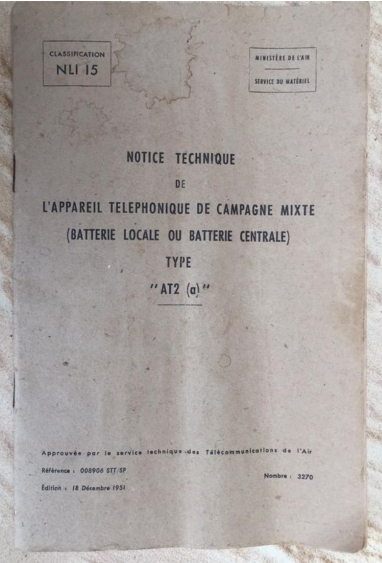 CLASSIFICATION
NLI 15
MINISTÈRE DE L'AIR
SERVICE DU MATÉRIEL
NOTICE TECHNIQUE
DE
L'APPAREIL TELEPHONIQUE DE CAMPAGNE MIXTE
(BATTERIE LOCALE OU BATTERIE CENTRALE)
TYPE
"AT2 (a)"
Approuvée par le service technique des Télécommunications de l'Air
Référence : 008906 STT/SP
Nombre : 3270
Édition : 18 Décembre 1951